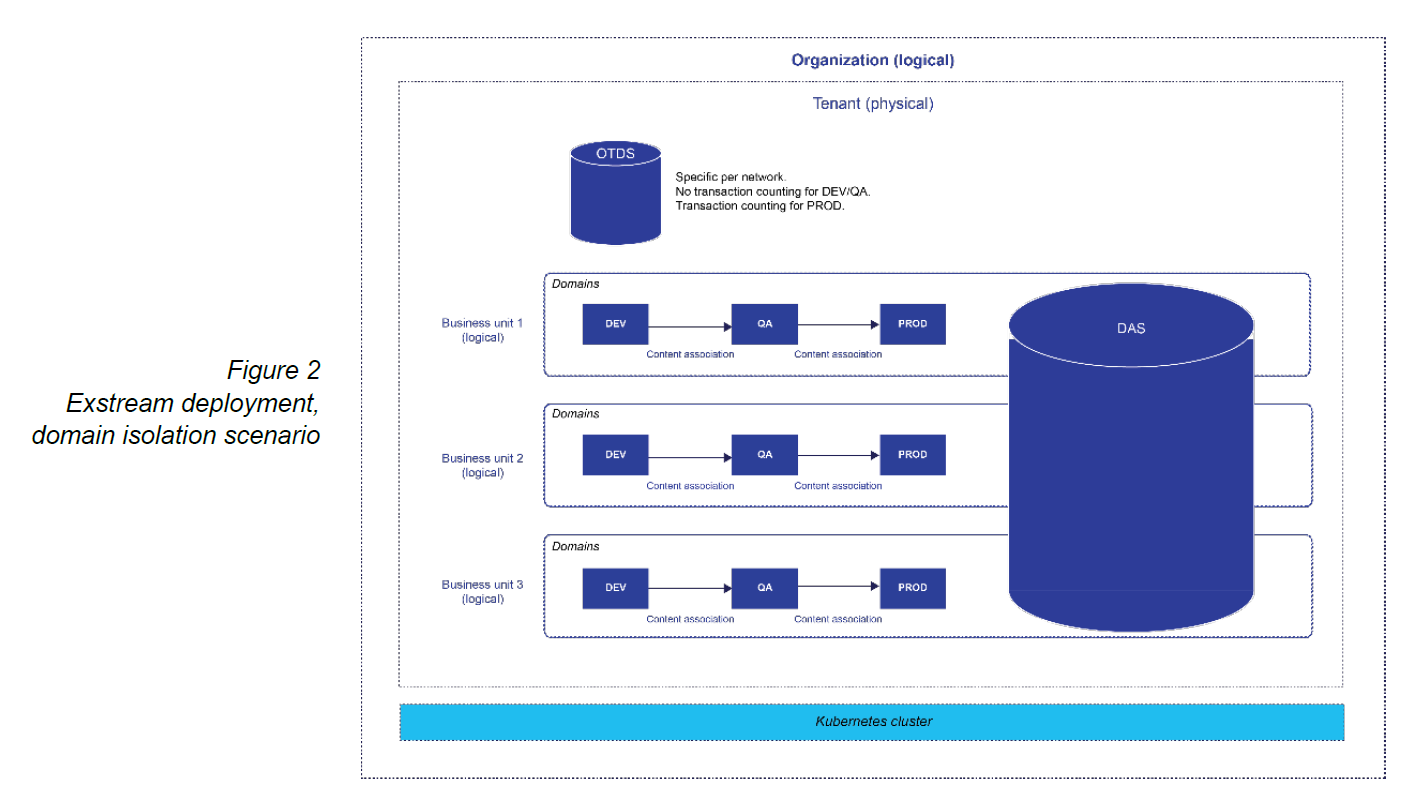 Organization (logical)
Tenant (physical)
OTDS
Specific per network.
No transaction counting for DEV/QA.
Transaction counting for PROD.
Domains
Business unit 1
(logical)
DEV
QA
PROD
Content association
Content association
DAS
Figure 2
Exstream deployment,
domain isolation scenario
Domains
Business unit 2
(logical)
DEV
QA
PROD
Content association
Content association
Domains
Business unit 3
(logical)
DEV
QA
PROD
Content association
Content association
Kubernetes cluster